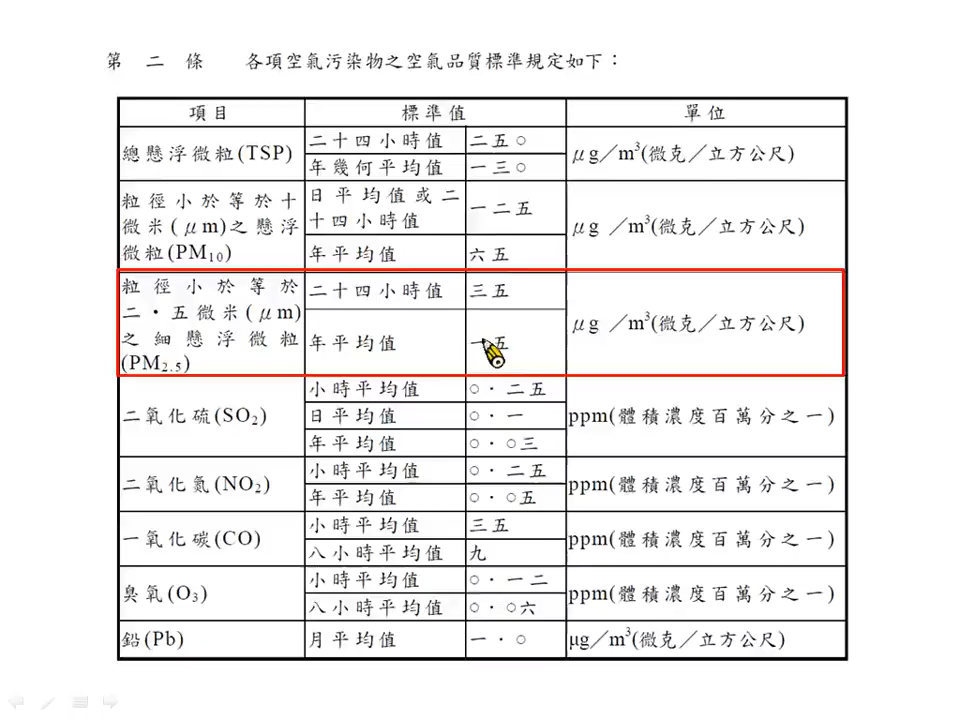 第二條 各項空氣污染物之空氣品質標準規定如下：
項目 標準值 單位
總懸浮微粒(TSP) 二十四小時值 二五○ μg／m3(微克／立方公尺)
年幾何平均值 一三○
粒徑小於等於十微米(μm)之懸浮微粒(PM10) 日平均值或二十四小時值 一二五 μg／m3(微克／立方公尺)
年平均值 六五
粒徑小於等於二・五微米(μm)之細懸浮微粒(PM2.5) 二十四小時值 三五 μg／m3(微克／立方公尺)
年平均值 一五
二氧化硫(SO2) 小時平均值 ○・二五 ppm(體積濃度百萬分之一)
日平均值 ○・一
年平均值 ○・○三
二氧化氮(NO2) 小時平均值 ○・二五 ppm(體積濃度百萬分之一)
年平均值 ○・○五
一氧化碳(CO) 小時平均值 三五 ppm(體積濃度百萬分之一)
八小時平均值 九
臭氧(O3) 小時平均值 ○・一二 ppm(體積濃度百萬分之一)
八小時平均值 ○・○六
鉛(Pb) 月平均值 一・○ μg／m3(微克／立方公尺)